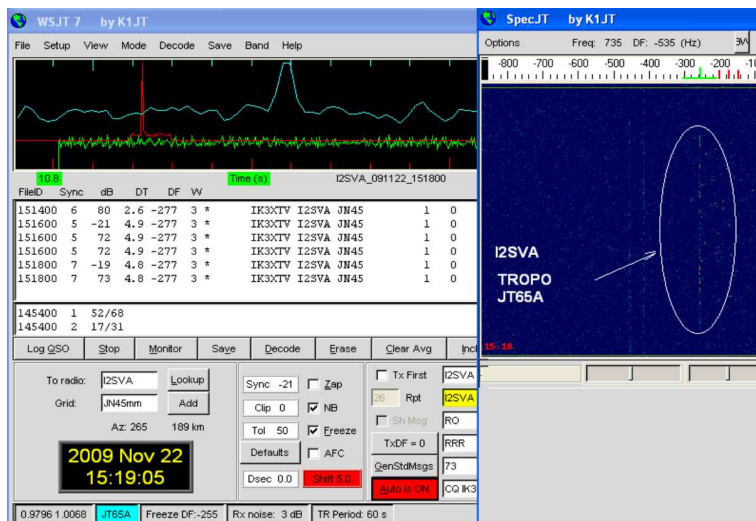 WSJT 7 by K1JT
File Setup View Mode Decode Save Band Help
10.8 Time (s) I2SVA_091122_151800
FileID Sync dB DT DF W
151400 6 80 2.6 -277 3 * IK3XTV I2SVA JN45 1 0
151600 5 -21 4.9 -277 3 * IK3XTV I2SVA JN45 1 0
151600 5 72 4.9 -277 3 * IK3XTV I2SVA JN45 1 0
151600 5 72 4.9 -277 3 * IK3XTV I2SVA JN45 1 0
151800 7 -19 4.8 -277 3 * IK3XTV I2SVA JN45 1 0
151800 7 73 4.8 -277 3 * IK3XTV I2SVA JN45 1 0
145400 1 52/68
145400 2 17/31
Log QSO Stop Monitor Save Decode Erase Clear Avg Incl
To radio: I2SVA Lookup
Grid: JN45mm Add
Az: 265 189 km
2009 Nov 22
15:19:05
Sync -21 Zap
Clip 0 NB
Tol 50 Freeze
Defaults AFC
Dsec 0.0 Shift 5.0
Tx First I2SVA
26 Rpt I2SVA
Sh Msg RO
TxDF = 0 RRR
GenStdMsgs 73
Auto is ON CQ IK3
0.9796 1.0068 JT65A Freeze DF:-255 Rx noise: 3 dB TR Period: 60 s
SpecJT by K1JT
Options Freq: 735 DF: -535 (Hz) BW
-800 -700 -600 -500 -400 -300 -200 -10
I2SVA
TROPO
JT65A
15:18